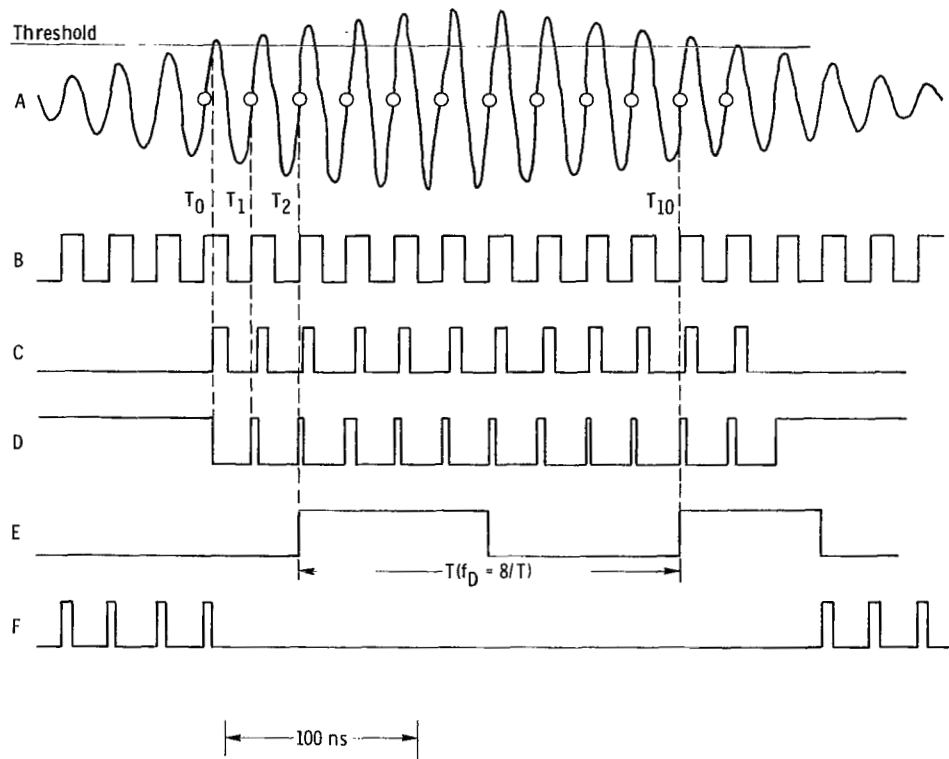 Threshold
A
T0 T1 T2 T10
B
C
D
E
T(fD = 8/T)
F
100 ns